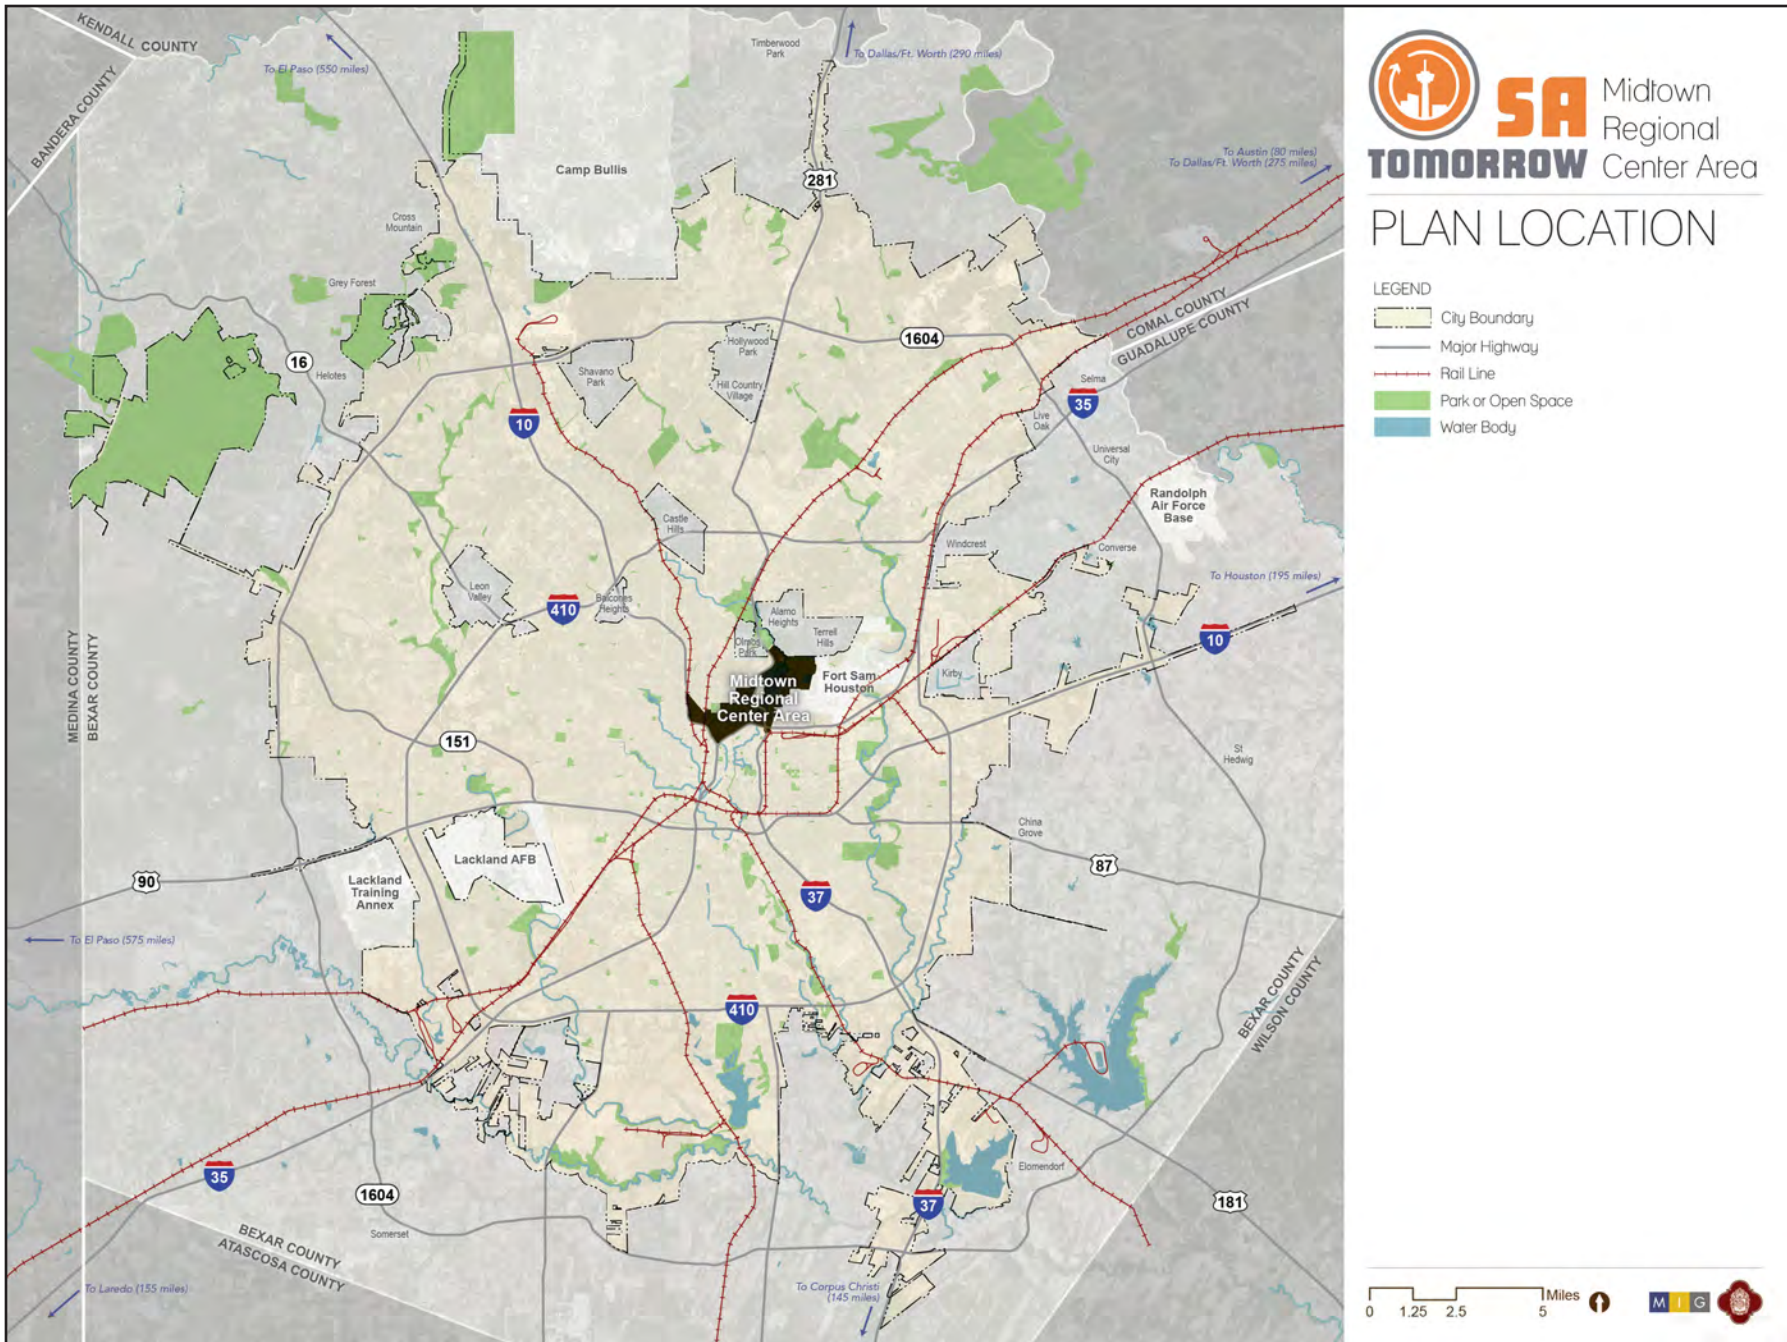 KENDALL COUNTY
BANDERA COUNTY
To El Paso (550 miles)
Timberwood
Park
To Dallas/Ft. Worth (290 miles)
Camp Bullis
281
To Austin (80 miles)
To Dallas/Ft. Worth (275 miles)
Cross
Mountain
Grey Forest
COMAL COUNTY
GUADALUPE COUNTY
16
Helotes
1604
Hollywood
Park
Shavano
Park
Hill Country
Village
Selma
35
Live
Oak
10
Universal
City
Randolph
Air Force
Base
Castle
Hills
Windcrest
Converse
To Houston (195 miles)
Leon
Valley
410
Balcones
Heights
Alamo
Heights
Terrell
Hills
Olmos
Park
10
Midtown
Regional
Center Area
Fort Sam
Houston
Kirby
MEDINA COUNTY
BEXAR COUNTY
151
St
Hedwig
China
Grove
87
Lackland AFB
90
Lackland
Training
Annex
37
To El Paso (575 miles)
BEXAR COUNTY
WILSON COUNTY
410
Elomendorf
35
1604
37
181
Somerset
BEXAR COUNTY
ATASCOSA COUNTY
To Laredo (155 miles)
To Corpus Christi
(145 miles)
SA
TOMORROW
Midtown
Regional
Center Area
PLAN LOCATION
LEGEND
City Boundary
Major Highway
Rail Line
Park or Open Space
Water Body
Miles
0 1.25 2.5 5
M I G